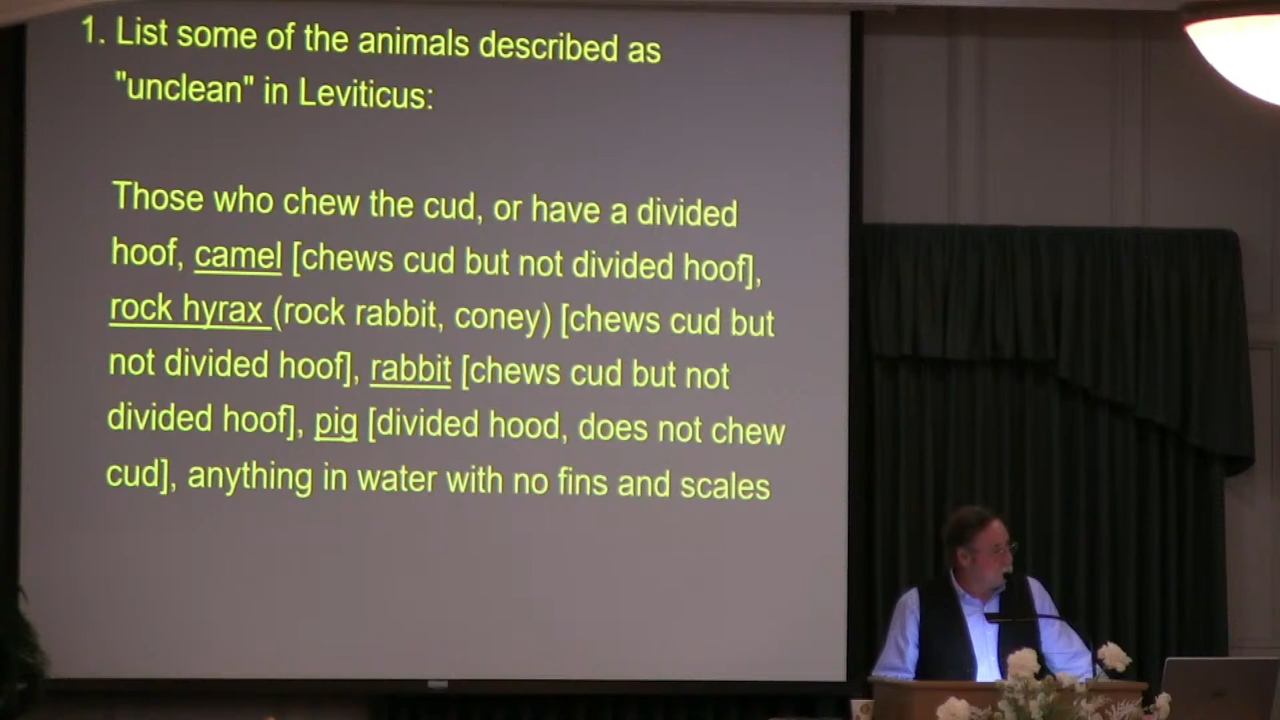 1. List some of the animals described as
"unclean" in Leviticus:
Those who chew the cud, or have a divided
hoof, camel [chews cud but not divided hoof],
rock hyrax (rock rabbit, coney) [chews cud but
not divided hoof], rabbit [chews cud but not
divided hoof], pig [divided hood, does not chew
cud], anything in water with no fins and scales